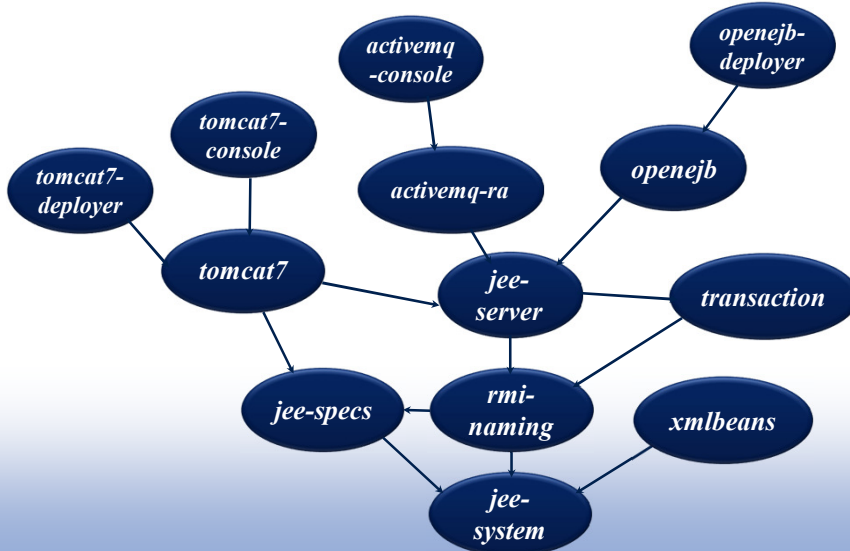 activemq
-console
openejb-
deployer
tomcat7-
console
tomcat7-
deployer
activemq-ra
openejb
tomcat7
jee-
server
transaction
jee-specs
rmi-
naming
xmlbeans
jee-
system